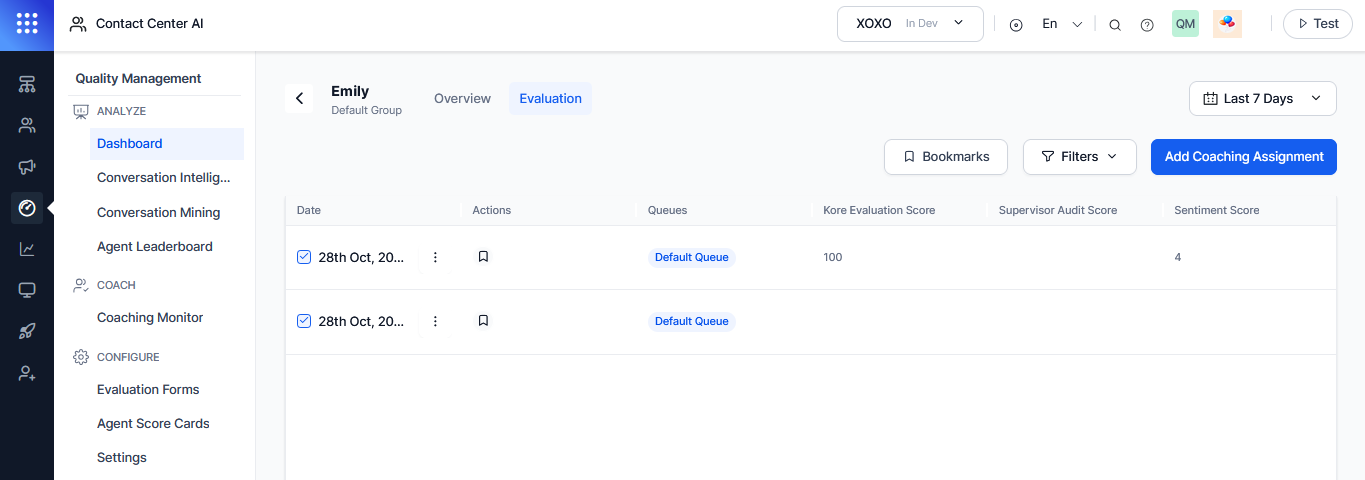 Contact Center AI
XOXO In Dev
En
QM
Test
Quality Management
ANALYZE
Dashboard
Conversation Intellig...
Conversation Mining
Agent Leaderboard
COACH
Coaching Monitor
CONFIGURE
Evaluation Forms
Agent Score Cards
Settings
Emily
Default Group
Overview
Evaluation
Last 7 Days
Bookmarks
Filters
Add Coaching Assignment
Date Actions Queues Kore Evaluation Score Supervisor Audit Score Sentiment Score
28th Oct, 20... Default Queue 100 4
28th Oct, 20... Default Queue